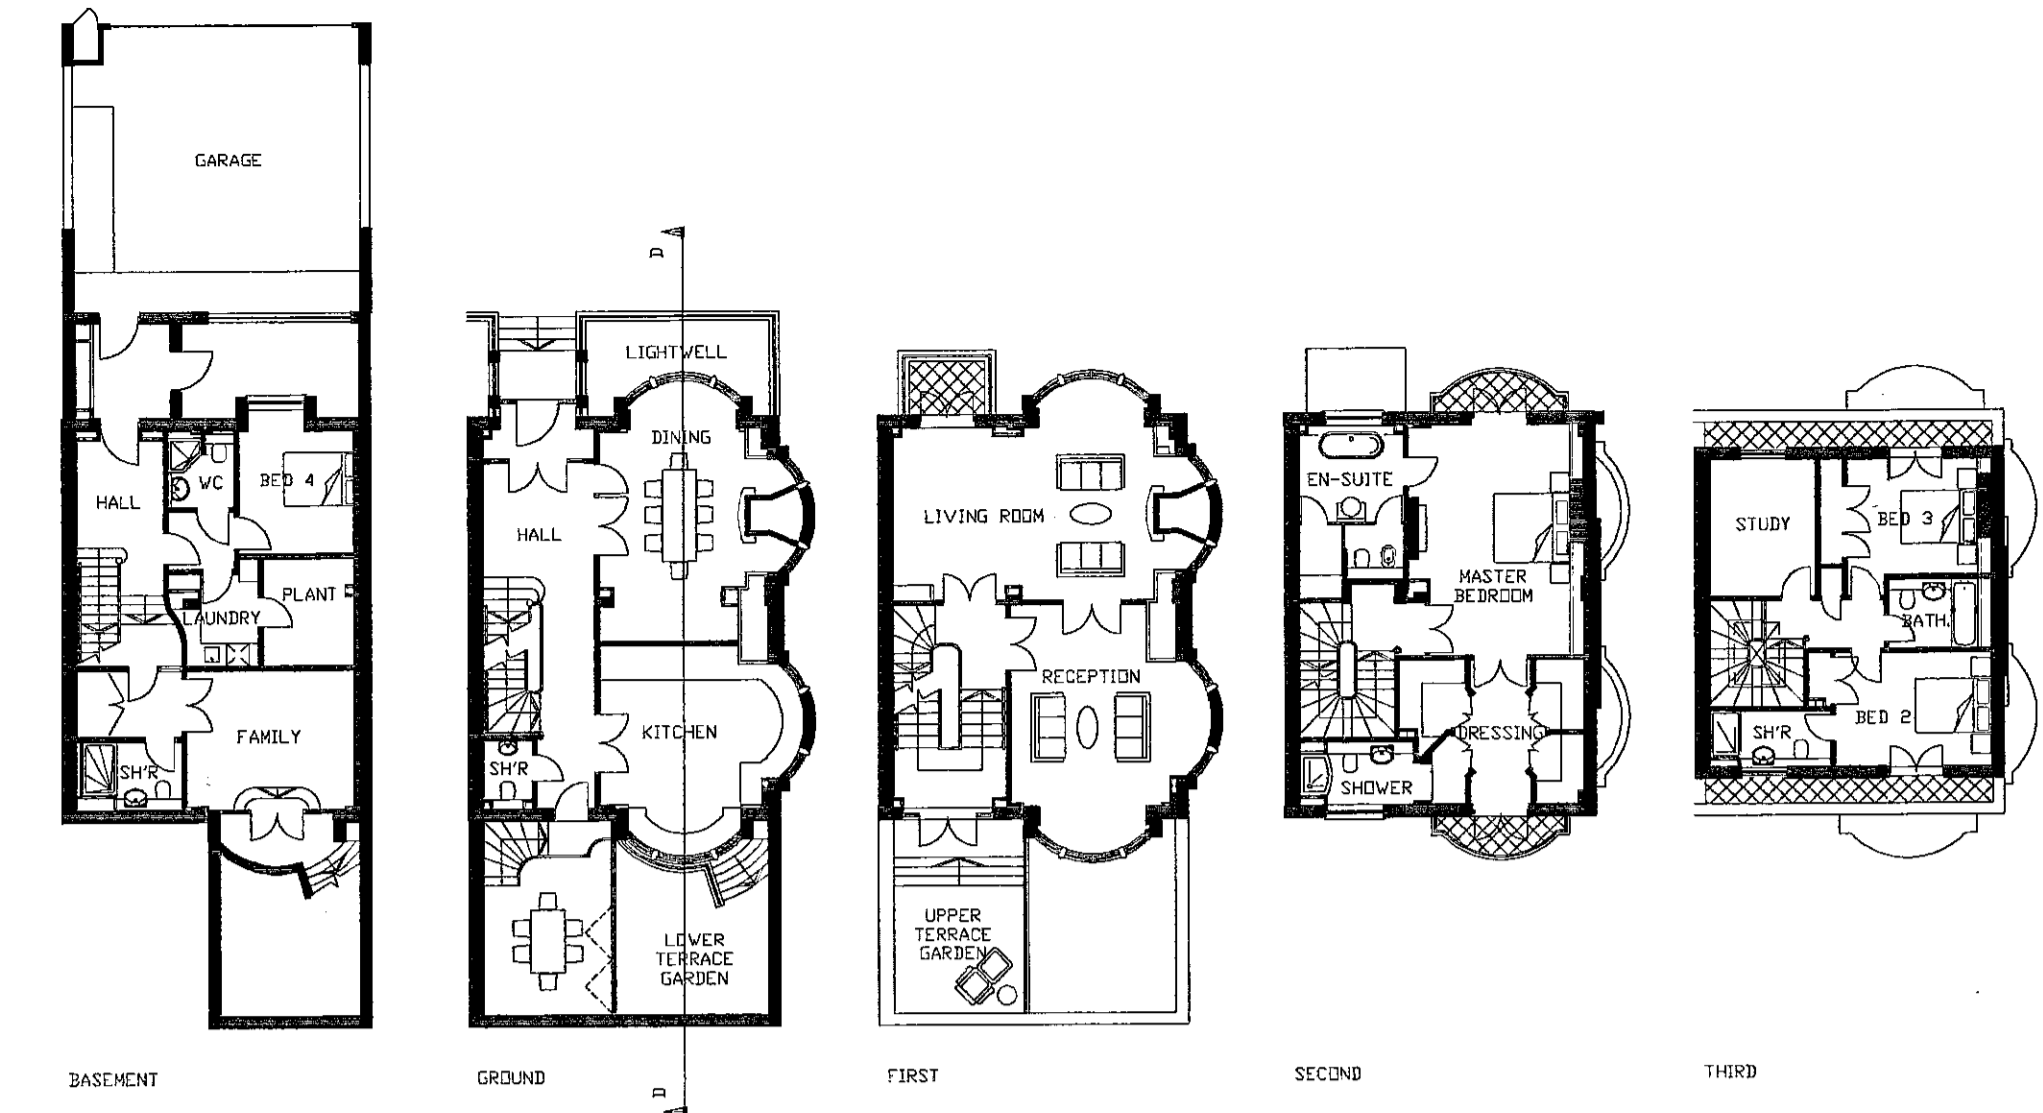 GARAGE
WC
BED 4
HALL
PLANT
LAUNDRY
FAMILY
SH'R
BASEMENT
D
LIGHTWELL
DINING
HALL
KITCHEN
SH'R
LOWER
TERRACE
GARDEN
GROUND
D
LIVING ROOM
RECEPTION
UPPER
TERRACE
GARDEN
FIRST
EN-SUITE
MASTER
BEDROOM
DRESSING
SHOWER
SECOND
STUDY
BED 3
BATH.
BED 2
SH'R
THIRD